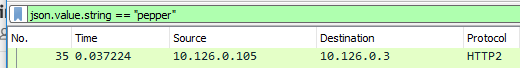 json.value.string == "pepper"
No. Time Source Destination Protocol
35 0.037224 10.126.0.105 10.126.0.3 HTTP2